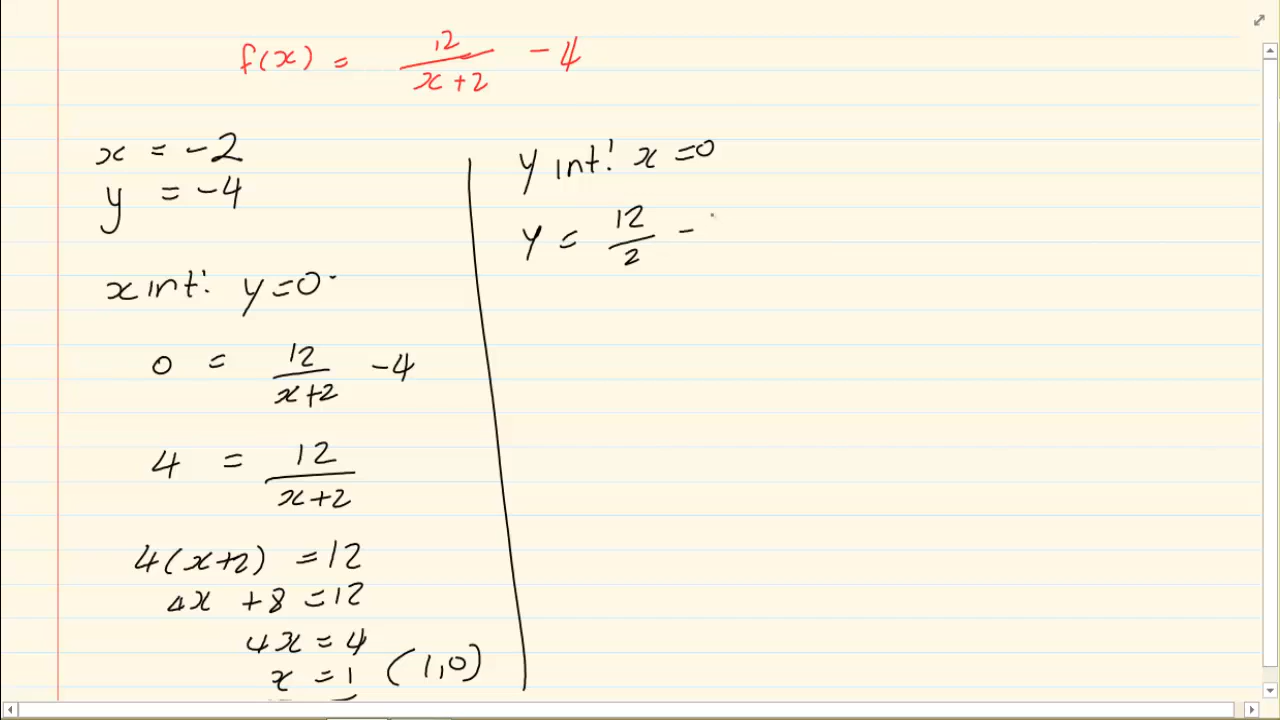 f(x) = 12/(x+2) - 4
x = -2
y = -4
x int: y=0
0 = 12/(x+2) -4
4 = 12/(x+2)
4(x+2) = 12
4x +8 = 12
4x = 4
x = 1 (1,0)
y int: x = 0
y = 12/2 -